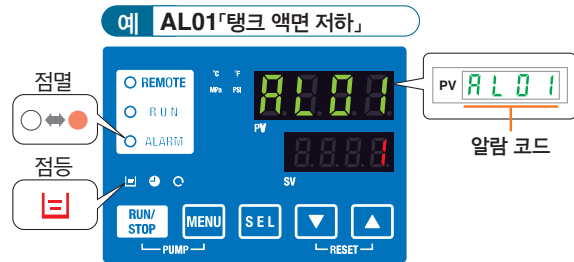 예 AL01「탱크 액면 저하」
점멸
점등
REMOTE
RUN
ALARM
°C °F
MPa PSI
AL01
PV
1
SV
PV AL01
알람 코드
RUN/
STOP
MENU
SEL
PUMP
RESET